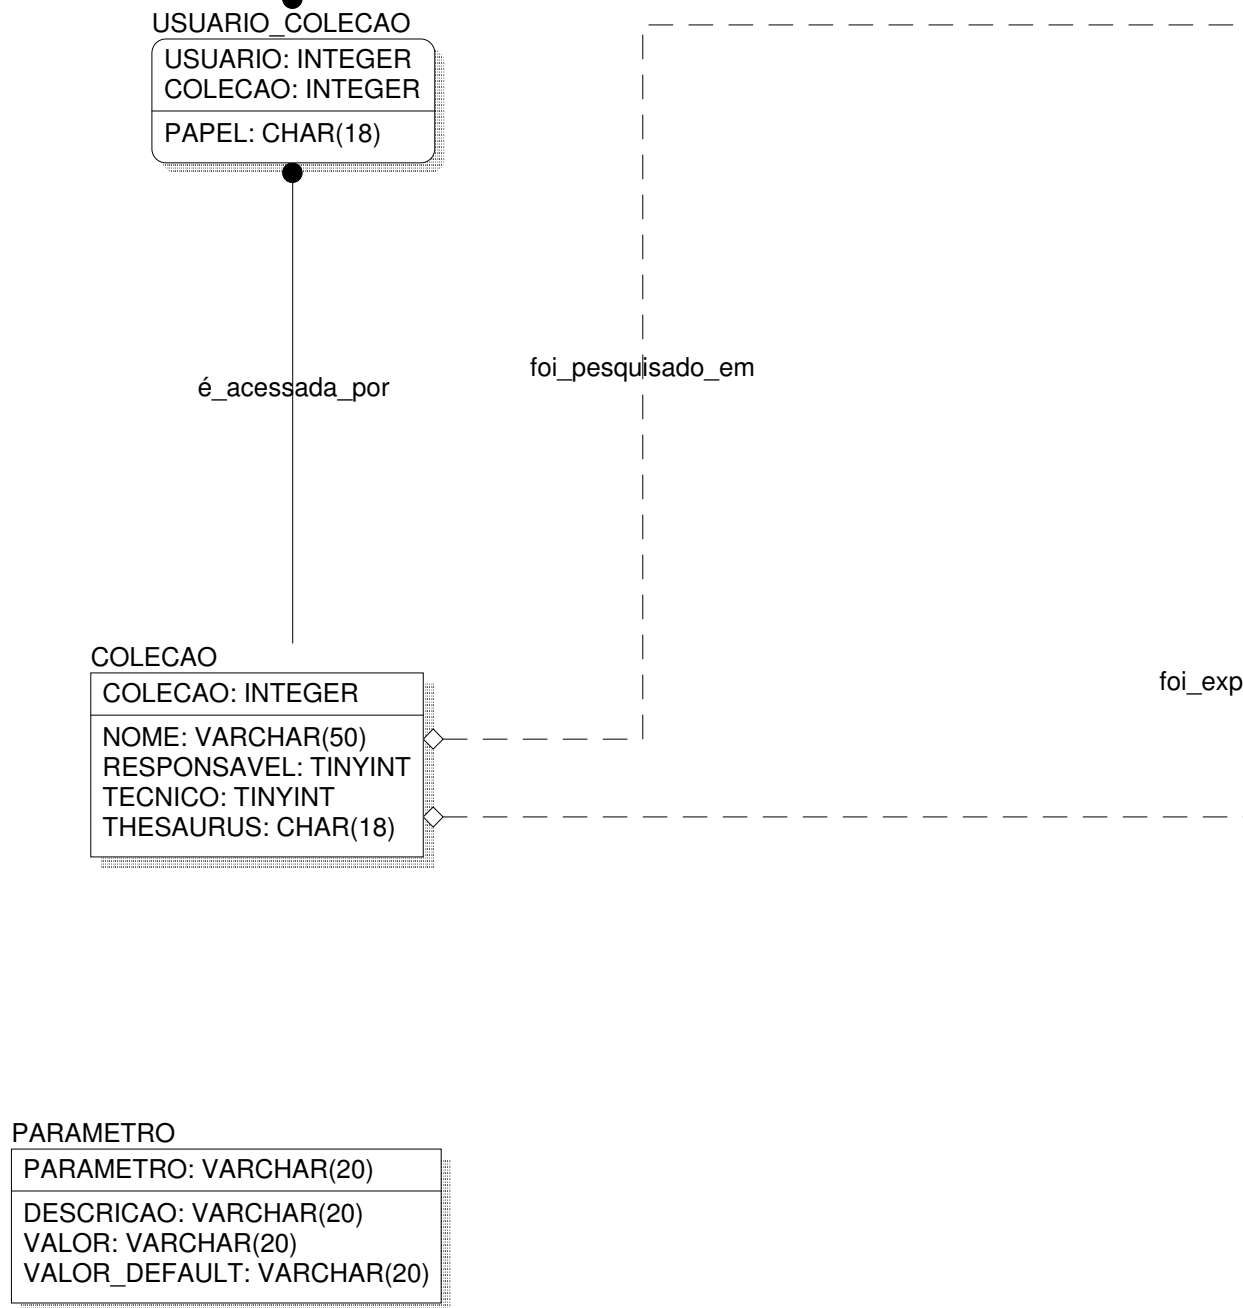 USUARIO_COLECAO
USUARIO: INTEGER
COLECAO: INTEGER
PAPEL: CHAR(18)
é_acessada_por
foi_pesquisado_em
COLECAO
COLECAO: INTEGER
NOME: VARCHAR(50)
RESPONSAVEL: TINYINT
TECNICO: TINYINT
THESAURUS: CHAR(18)
foi_exp
PARAMETRO
PARAMETRO: VARCHAR(20)
DESCRICAO: VARCHAR(20)
VALOR: VARCHAR(20)
VALOR_DEFAULT: VARCHAR(20)